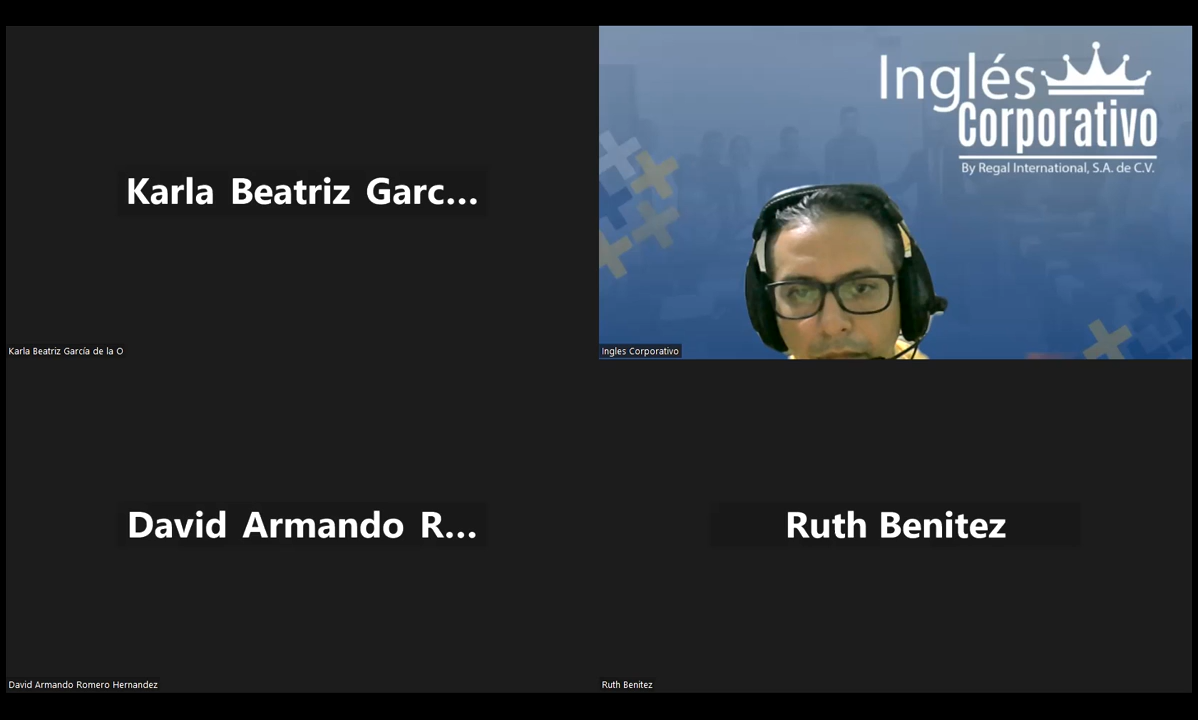 Karla Beatriz Garc...
Karla Beatriz García de la O
Inglés
Corporativo
By Regal International, S.A. de C.V.
Ingles Corporativo
David Armando R...
David Armando Romero Hernandez
Ruth Benitez
Ruth Benitez